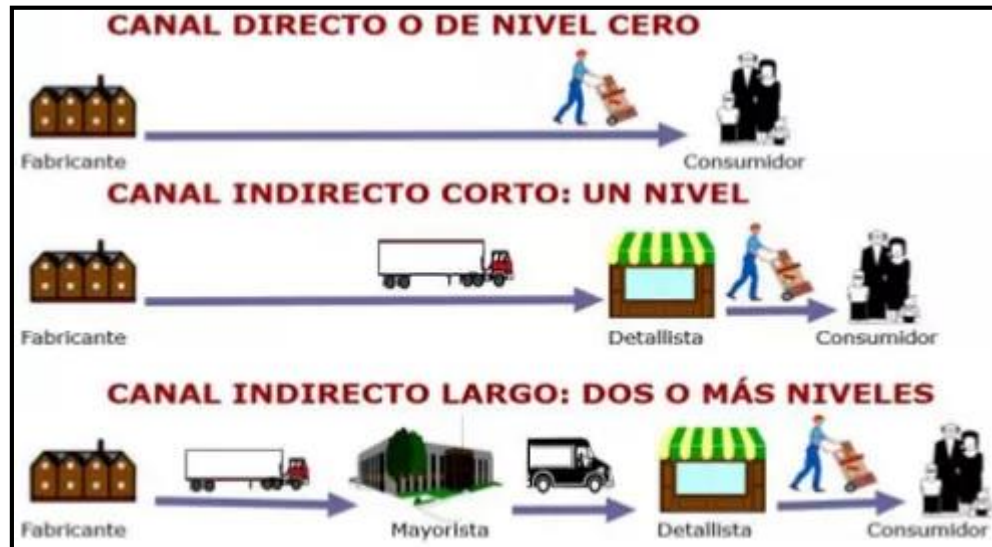 CANAL DIRECTO O DE NIVEL CERO
Fabricante Consumidor
CANAL INDIRECTO CORTO: UN NIVEL
Fabricante Detallista Consumidor
CANAL INDIRECTO LARGO: DOS O MÁS NIVELES
Fabricante Mayorista Detallista Consumidor